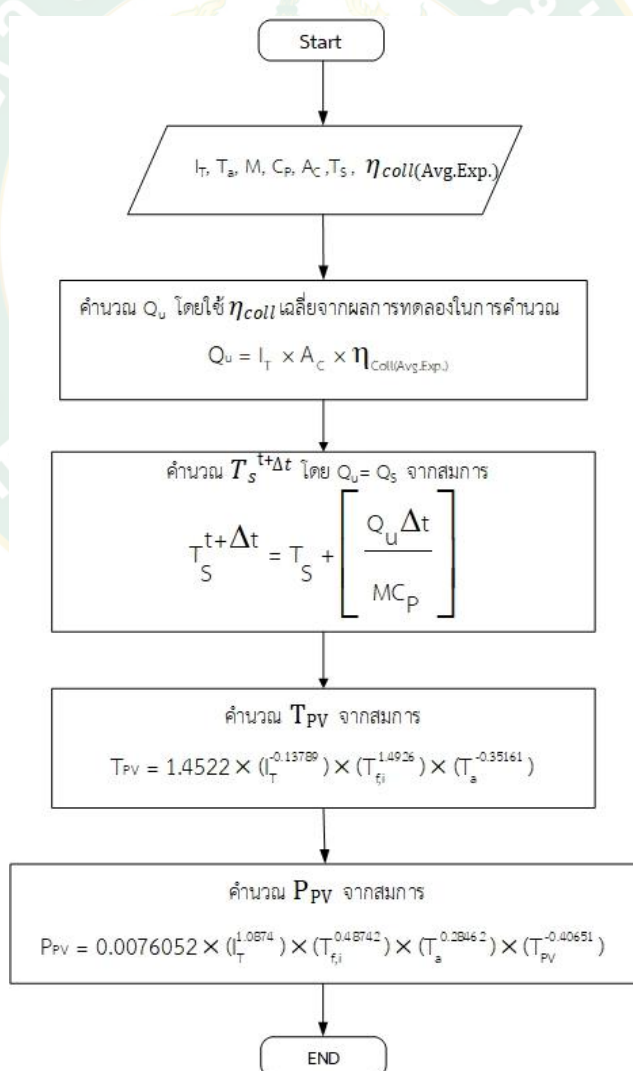 Start
I_T, T_a, M, C_P, A_C ,T_S , η_coll(Avg.Exp.)
คำนวณ Q_u โดยใช้ η_coll เฉลี่ยจากผลการทดลองในการคำนวณ
Q_u = I_T × A_C × η_Coll(Avg.Exp.)
คำนวณ T_s^t+Δt โดย Q_u= Q_S จากสมการ
T_S^t+Δt = T_S + [Q_uΔt / MC_P]
คำนวณ T_PV จากสมการ
T_PV = 1.4522 × (I_T^-0.13789) × (T_f,i^1.4926) × (T_a^-0.35161)
คำนวณ P_PV จากสมการ
P_PV = 0.0076052 × (I_T^1.0874) × (T_f,i^0.48742) × (T_a^0.28462) × (T_PV^-0.40651)
END